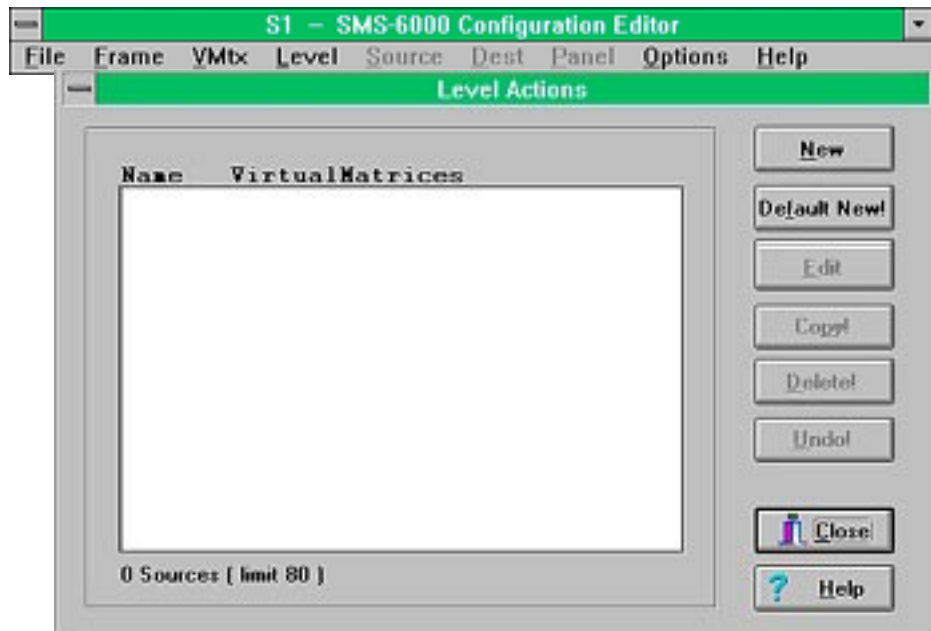 S1 – SMS-6000 Configuration Editor
File Frame VMtx Level Source Dest Panel Options Help
Level Actions
Name VirtualMatrices
New
Default New!
Edit
Copy!
Delete!
Undo!
Close
0 Sources ( limit 80 )
? Help